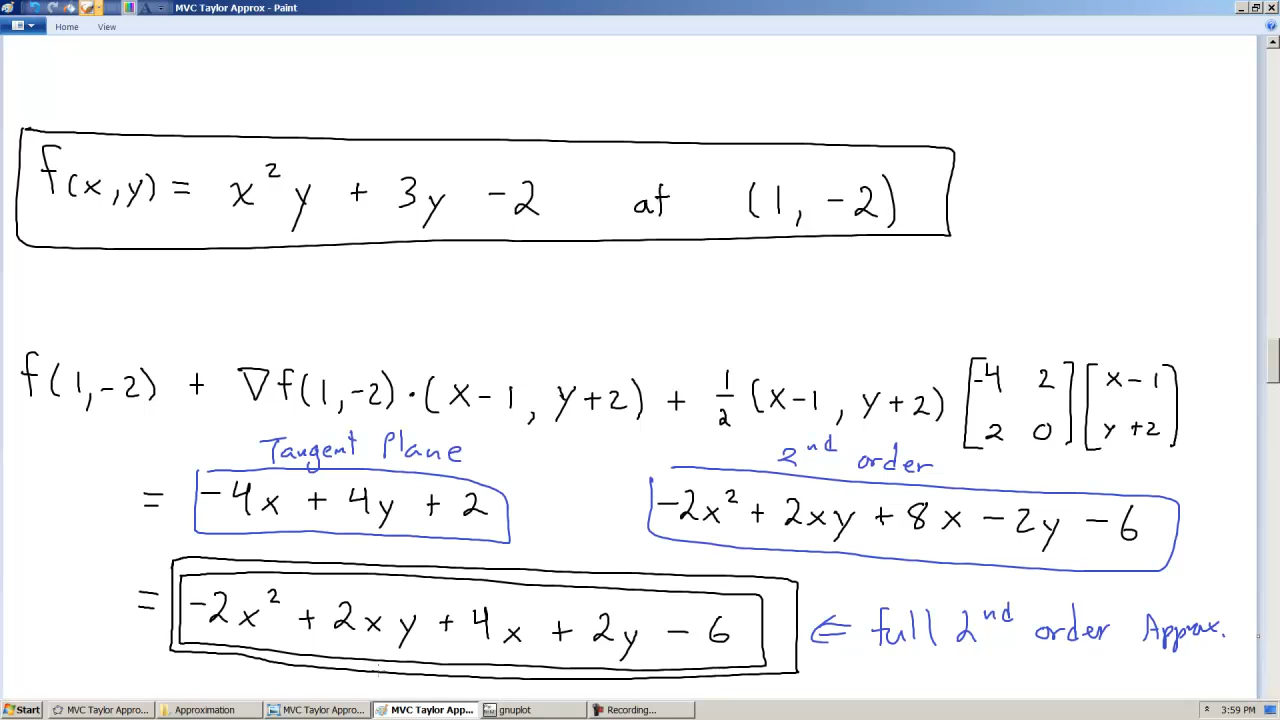 MVC Taylor Approx - Paint
Home View
f(x,y) = x² y + 3y - 2 at (1, -2)
f(1,-2) + ∇f(1,-2)·(x-1, y+2) + 1/2 (x-1, y+2) [-4 2; 2 0] [x-1; y+2]
Tangent Plane 2nd order
= -4x + 4y + 2 -2x² + 2xy + 8x - 2y - 6
= -2x² + 2xy + 4x + 2y - 6 ⇐ full 2nd order Approx.
Start MVC Taylor Appro... Approximation MVC Taylor Appro... MVC Taylor App... gnuplot Recording... 3:59 PM